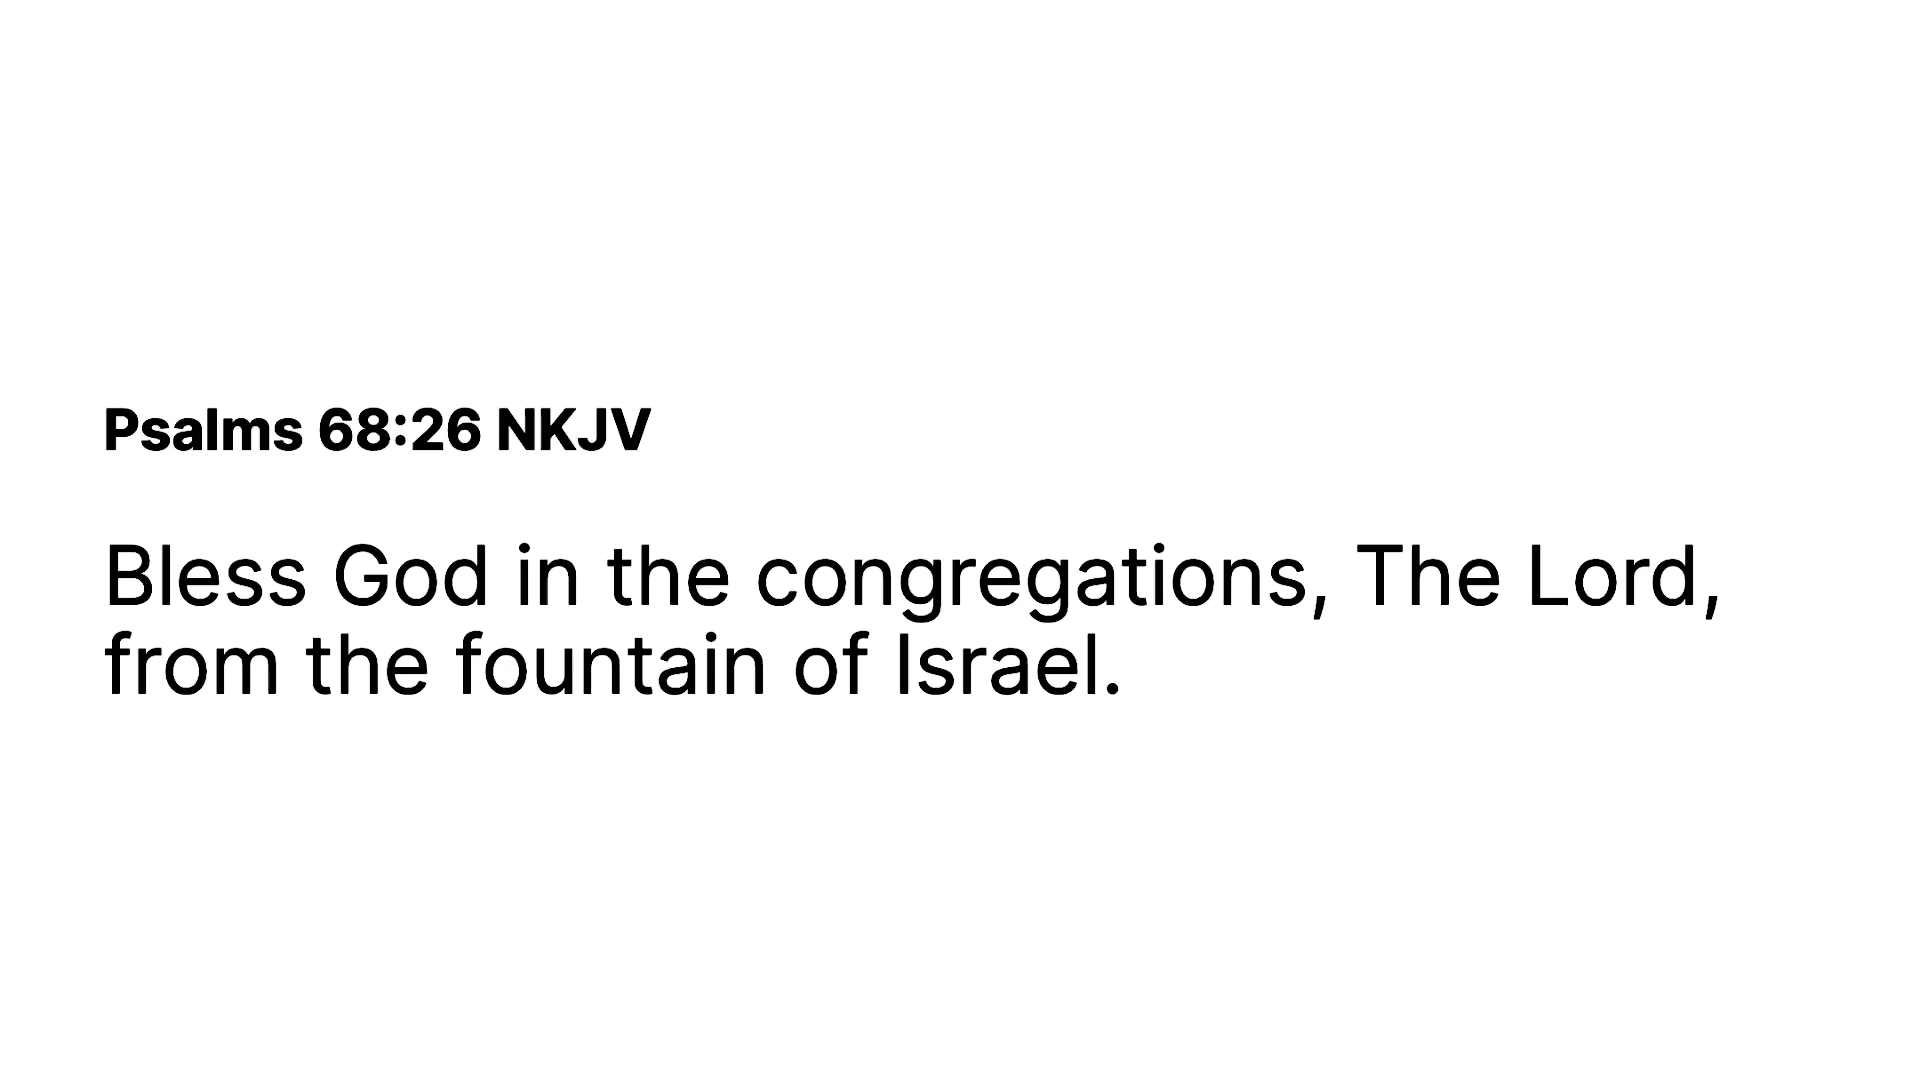 Psalms 68:26 NKJV
Bless God in the congregations, The Lord,
from the fountain of Israel.